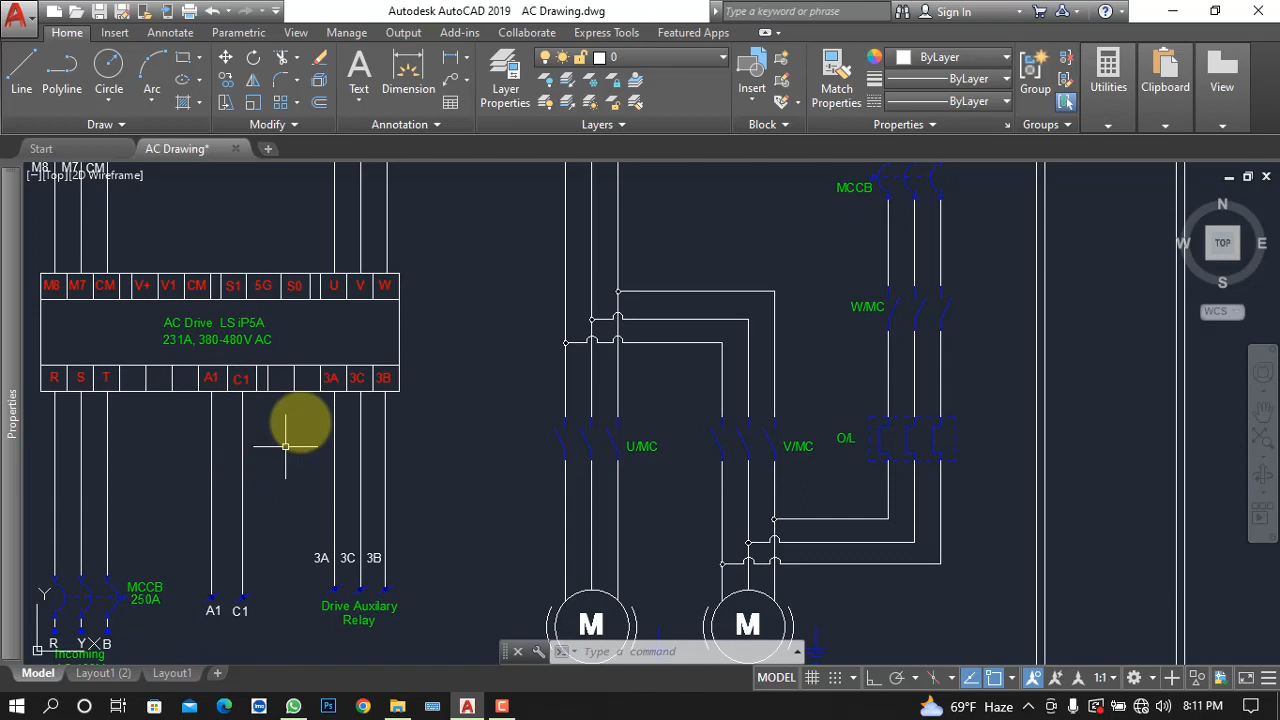 Autodesk AutoCAD 2019 AC Drawing.dwg
Type a keyword or phrase
Sign In
Home Insert Annotate Parametric View Manage Output Add-ins Collaborate Express Tools Featured Apps
Line Polyline Circle Arc
Text Dimension
Layer
Properties
0
Insert
Match
Properties
ByLayer
ByLayer
ByLayer
Group
Utilities Clipboard View
Draw Modify Annotation Layers Block Properties Groups
Start AC Drawing*
M8 M7 CM
[−][Top][2D Wireframe]
MCCB
N
W TOP E
S
WCS
M8 M7 CM V+ V1 CM S1 5G S0 U V W
AC Drive LS iP5A
231A, 380-480V AC
R S T A1 C1 3A 3C 3B
W/MC
U/MC V/MC O/L
Properties
3A 3C 3B
MCCB
250A
A1 C1
Drive Auxilary
Relay
Y
R Y X B
Incoming
M M
Type a command
Model Layout1 (2) Layout1
MODEL 1:1
69°F Haze 8:11 PM